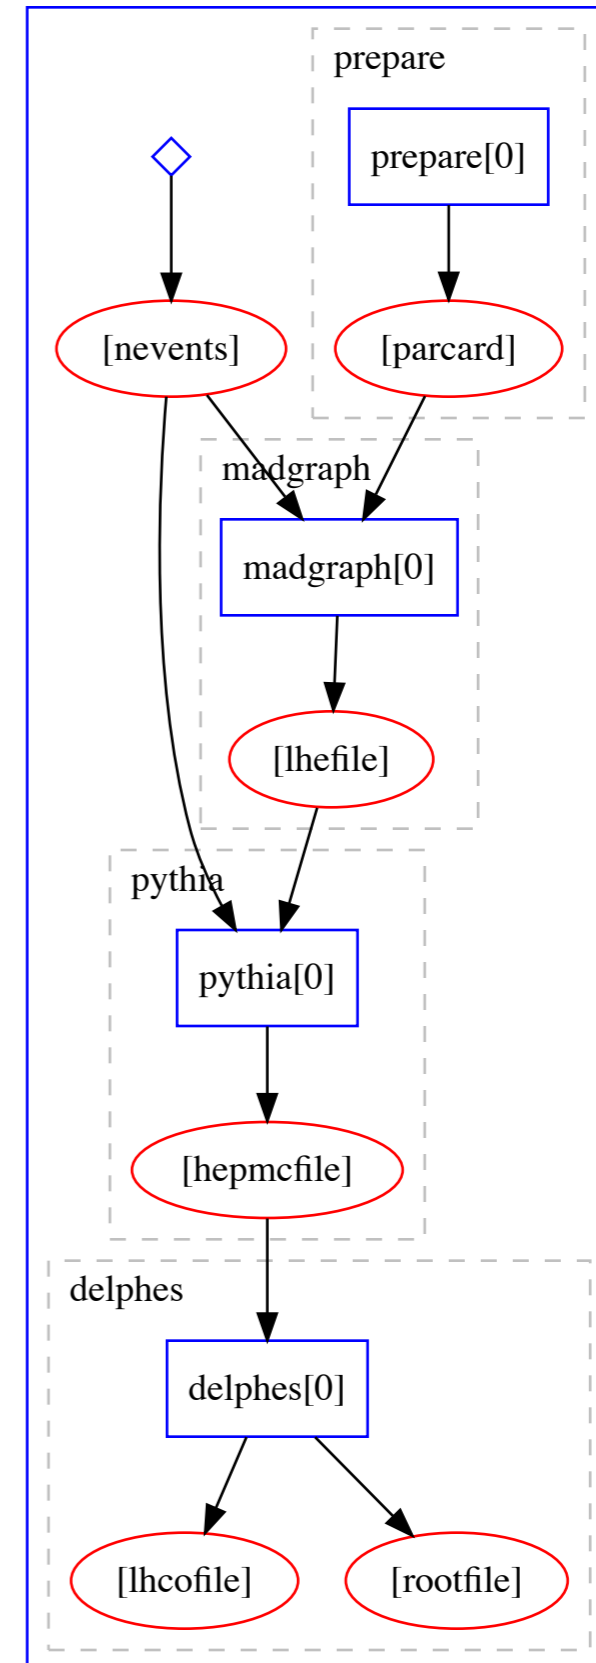 prepare
prepare[0]
[nevents]
[parcard]
madgraph
madgraph[0]
[lhefile]
pythia
pythia[0]
[hepmcfile]
delphes
delphes[0]
[lhcofile]
[rootfile]